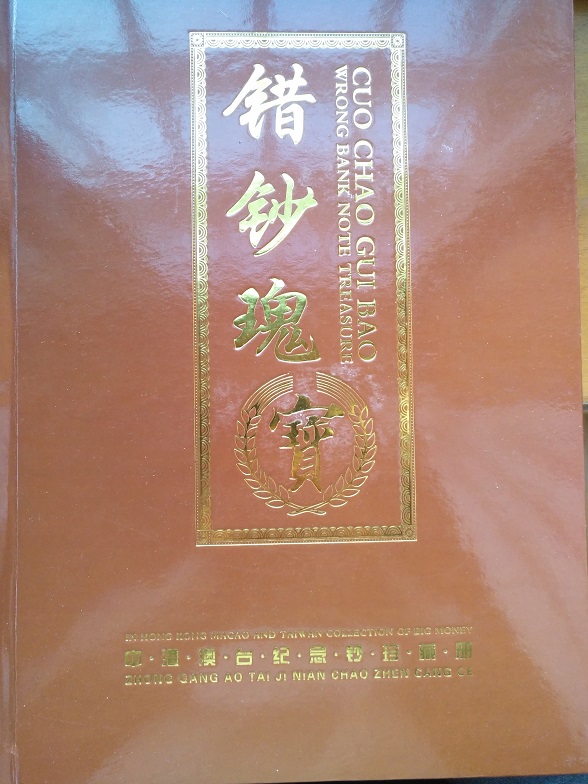 错钞瑰寶
CUO CHAO GUI BAO
WRONG BANK NOTE TREASURE
IN HONG KONG MACAO AND TAIWAN COLLECTION OF BIG MONEY
中·港·澳·台·纪·念·钞·珍·藏·册
ZHONG GANG AO TAI JI NIAN CHAO ZHEN CANG CE